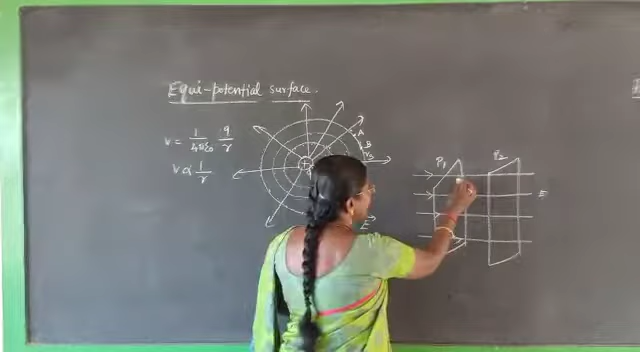 Equi-potential surface.
V = 1/4πε₀ q/r
V ∝ 1/r
+
A
B
E
P₁
P₂
E